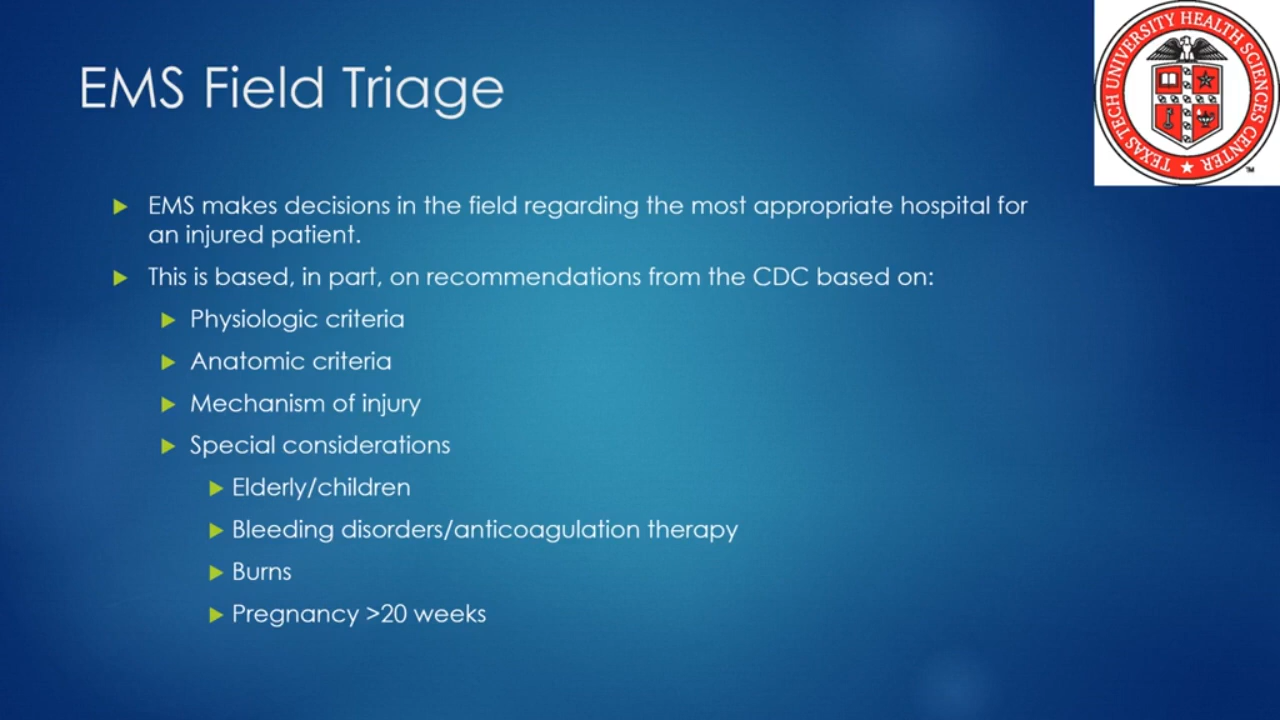 EMS Field Triage
TEXAS TECH UNIVERSITY HEALTH SCIENCES CENTER
TM
EMS makes decisions in the field regarding the most appropriate hospital for
an injured patient.
This is based, in part, on recommendations from the CDC based on:
Physiologic criteria
Anatomic criteria
Mechanism of injury
Special considerations
Elderly/children
Bleeding disorders/anticoagulation therapy
Burns
Pregnancy >20 weeks